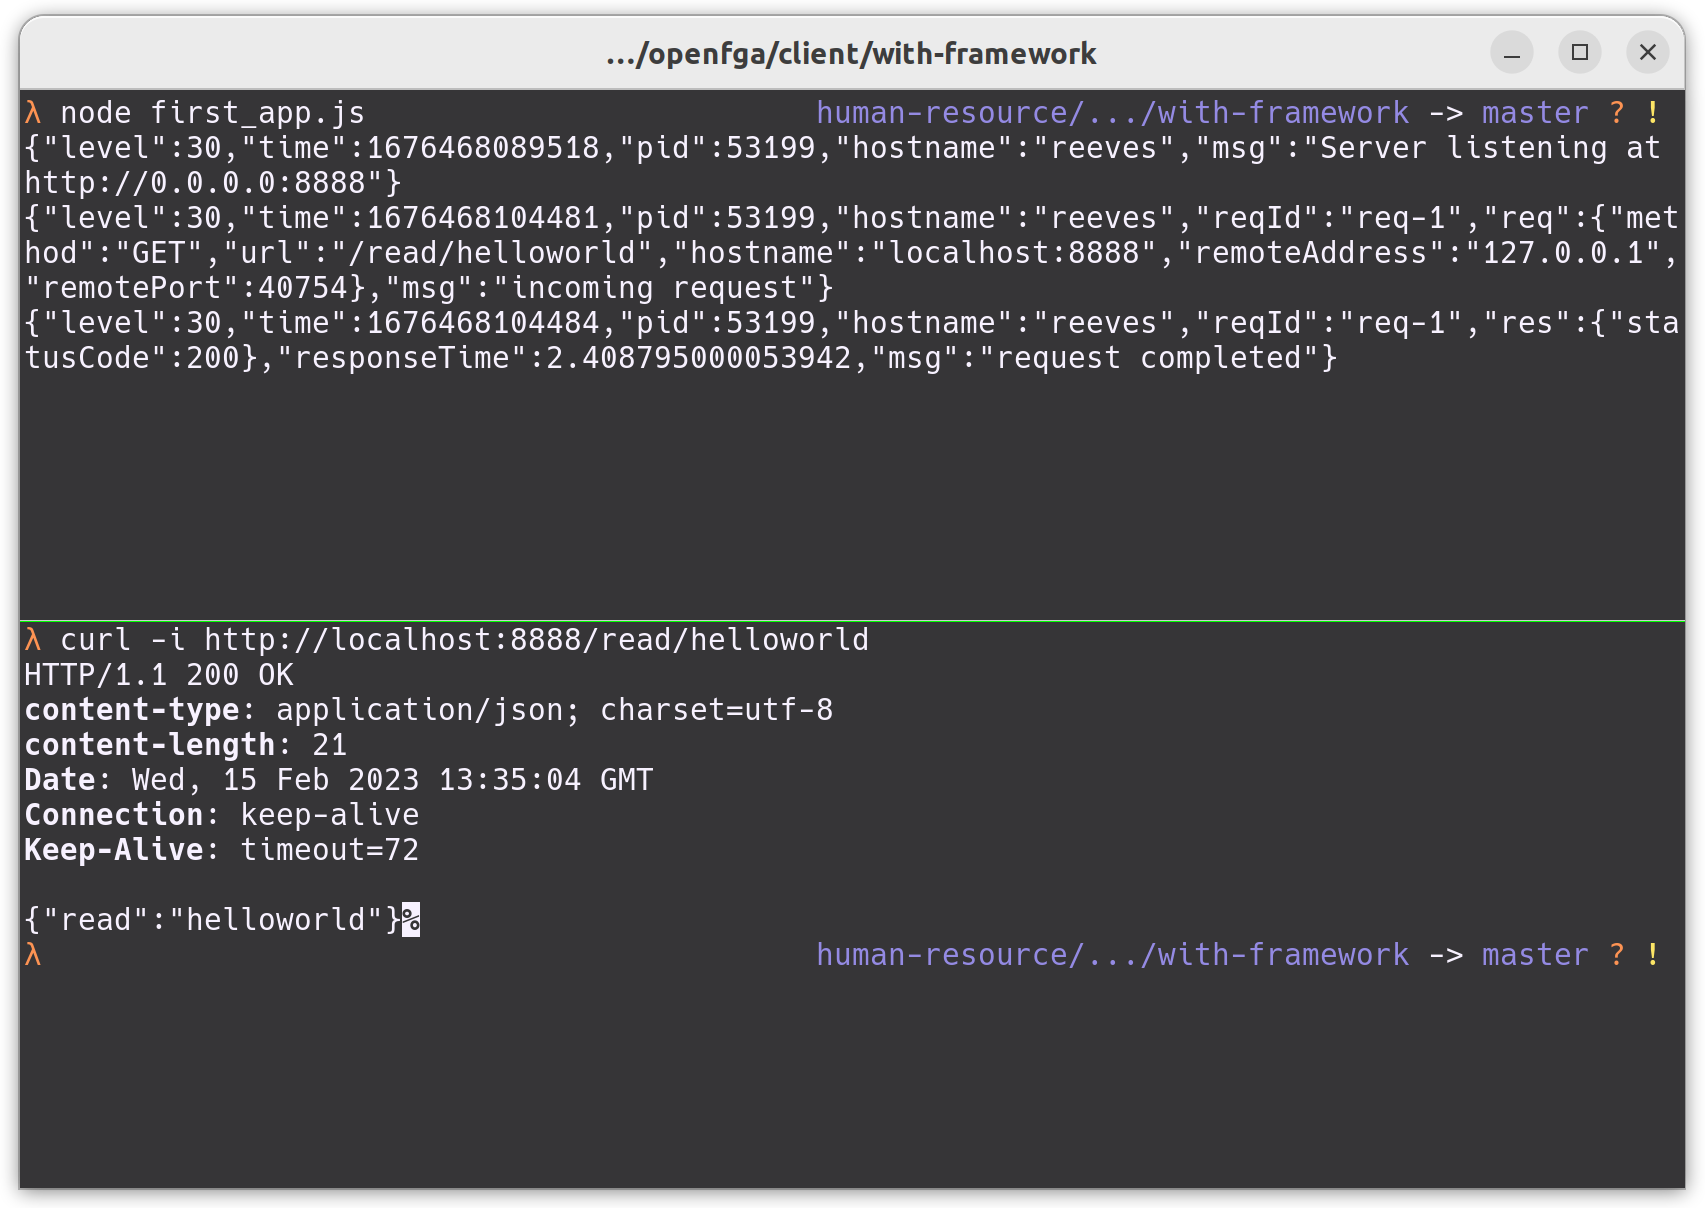 .../openfga/client/with-framework
λ node first_app.js human-resource/.../with-framework -> master ? !
{"level":30,"time":1676468089518,"pid":53199,"hostname":"reeves","msg":"Server listening at
http://0.0.0.0:8888"}
{"level":30,"time":1676468104481,"pid":53199,"hostname":"reeves","reqId":"req-1","req":{"met
hod":"GET","url":"/read/helloworld","hostname":"localhost:8888","remoteAddress":"127.0.0.1",
"remotePort":40754},"msg":"incoming request"}
{"level":30,"time":1676468104484,"pid":53199,"hostname":"reeves","reqId":"req-1","res":{"sta
tusCode":200},"responseTime":2.408795000053942,"msg":"request completed"}
λ curl -i http://localhost:8888/read/helloworld
HTTP/1.1 200 OK
content-type: application/json; charset=utf-8
content-length: 21
Date: Wed, 15 Feb 2023 13:35:04 GMT
Connection: keep-alive
Keep-Alive: timeout=72
{"read":"helloworld"}%
λ human-resource/.../with-framework -> master ? !